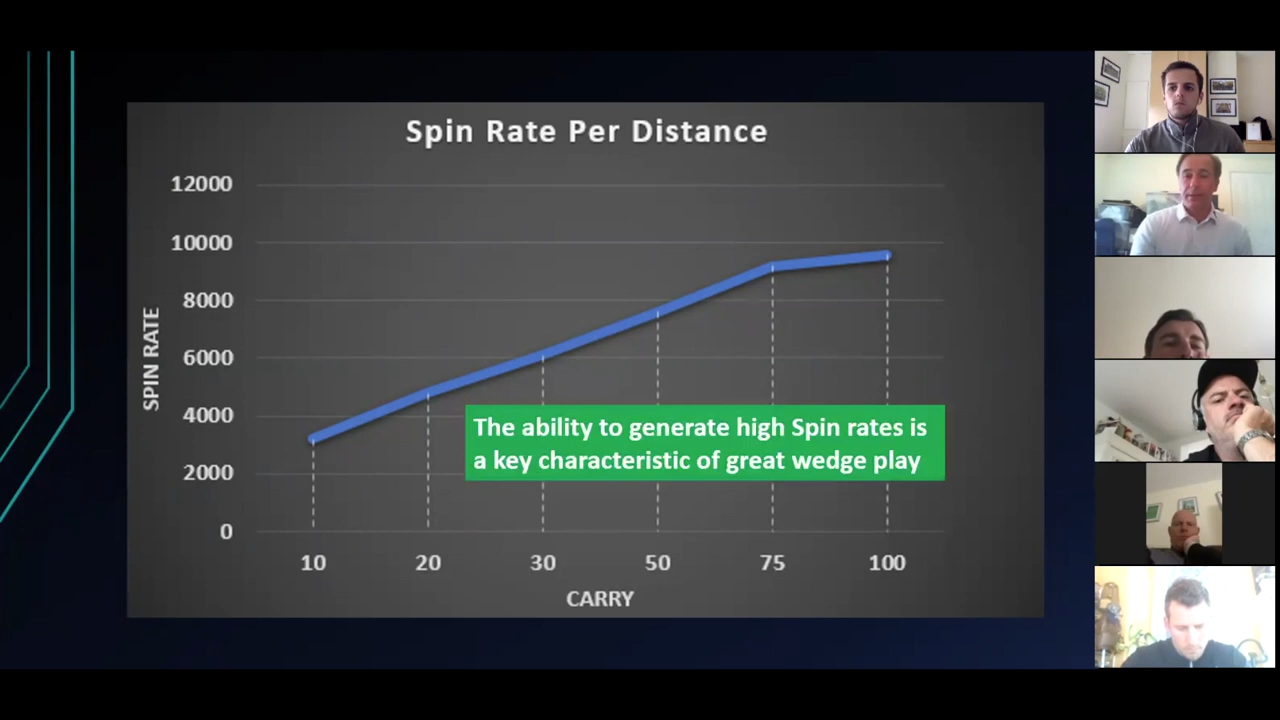 Spin Rate Per Distance
12000
10000
8000
6000
4000
2000
0
SPIN RATE
The ability to generate high Spin rates is
a key characteristic of great wedge play
10 20 30 50 75 100
CARRY